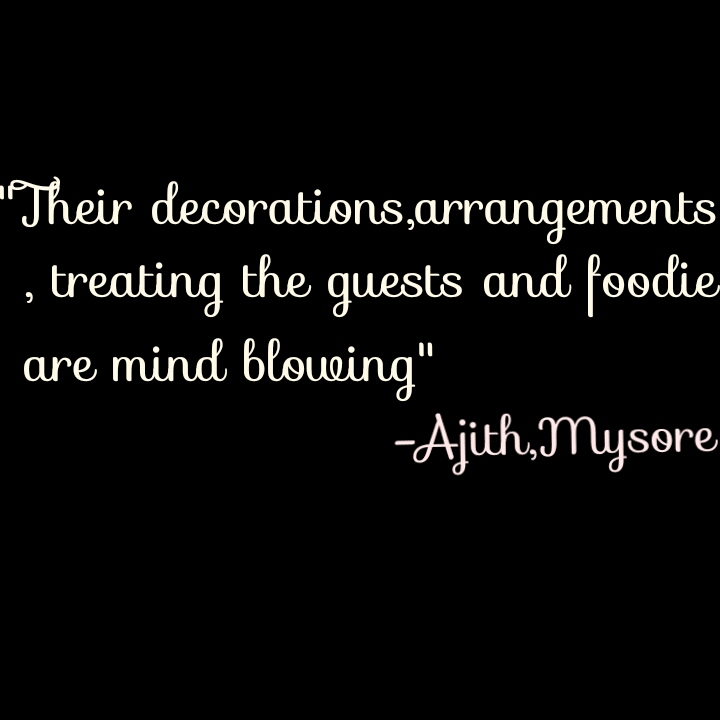 "Their decorations,arrangements
, treating the guests and foodie
are mind blowing"
-Ajith,Mysore